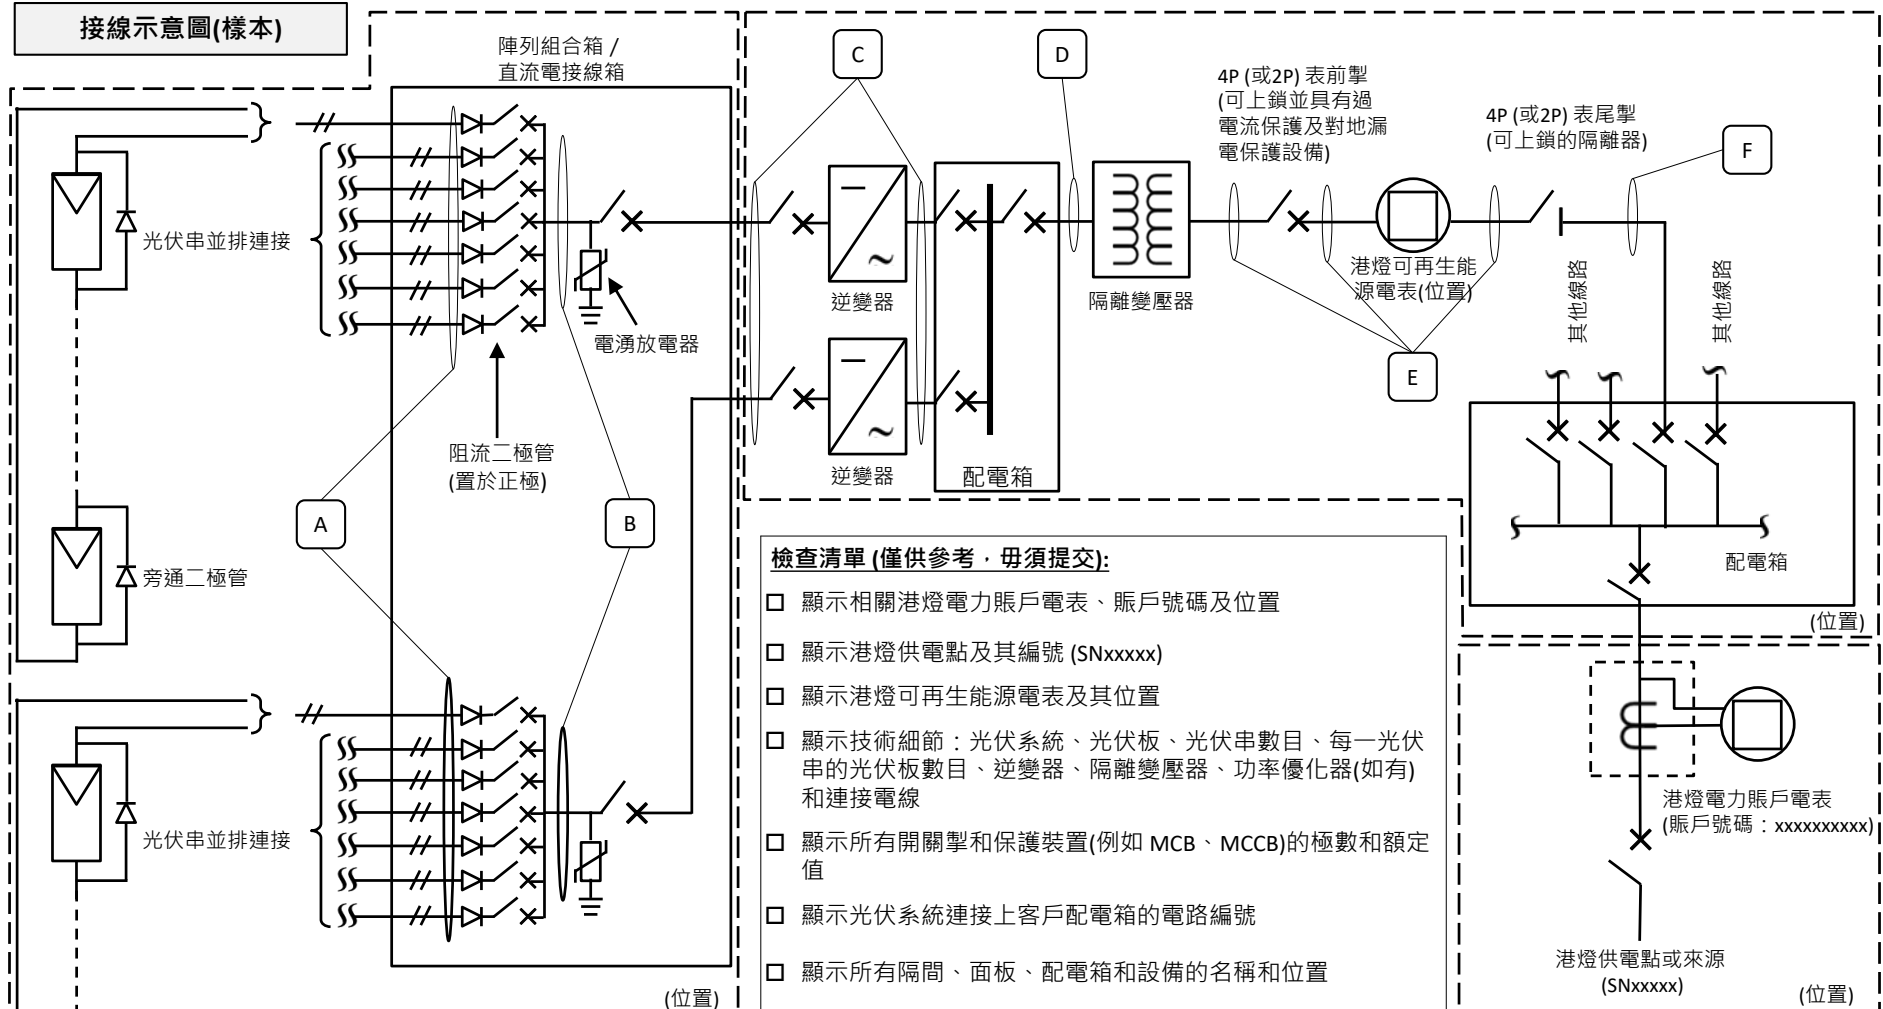 接線示意圖(樣本)
陣列組合箱 /
直流電接線箱
C
D
4P (或2P) 表前掣
(可上鎖並具有過
電流保護及對地漏
電保護設備)
4P (或2P) 表尾掣
(可上鎖的隔離器)
F
光伏串並排連接
電湧放電器
逆變器
隔離變壓器
港燈可再生能
源電表(位置)
其他線路
其他線路
E
阻流二極管
(置於正極)
逆變器
配電箱
A
B
旁通二極管
配電箱
(位置)
檢查清單 (僅供參考，毋須提交):
□ 顯示相關港燈電力賬戶電表、賬戶號碼及位置
□ 顯示港燈供電點及其編號 (SNxxxxx)
□ 顯示港燈可再生能源電表及其位置
□ 顯示技術細節：光伏系統、光伏板、光伏串數目、每一光伏
串的光伏板數目、逆變器、隔離變壓器、功率優化器(如有)
和連接電線
□ 顯示所有開關掣和保護裝置(例如 MCB、MCCB)的極數和額定
值
□ 顯示光伏系統連接上客戶配電箱的電路編號
□ 顯示所有隔間、面板、配電箱和設備的名稱和位置
光伏串並排連接
(位置)
港燈電力賬戶電表
(賬戶號碼：xxxxxxxxxx)
港燈供電點或來源
(SNxxxxx)
(位置)